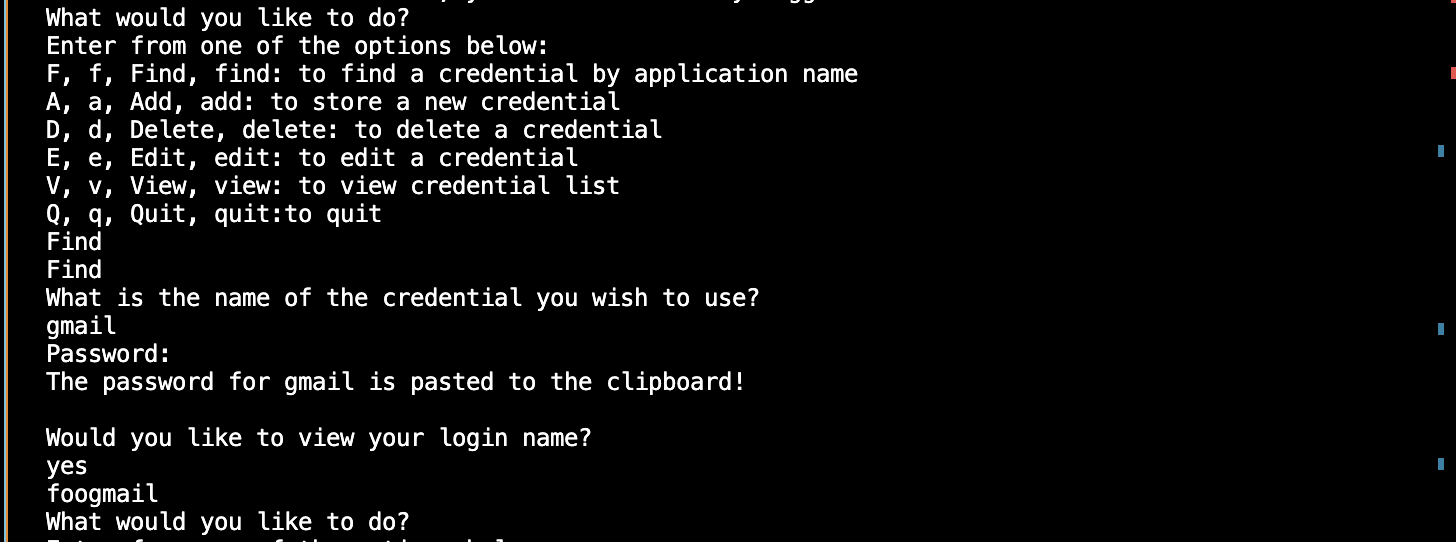 What would you like to do?
Enter from one of the options below:
F, f, Find, find: to find a credential by application name
A, a, Add, add: to store a new credential
D, d, Delete, delete: to delete a credential
E, e, Edit, edit: to edit a credential
V, v, View, view: to view credential list
Q, q, Quit, quit:to quit
Find
Find
What is the name of the credential you wish to use?
gmail
Password:
The password for gmail is pasted to the clipboard!

Would you like to view your login name?
yes
foogmail
What would you like to do?